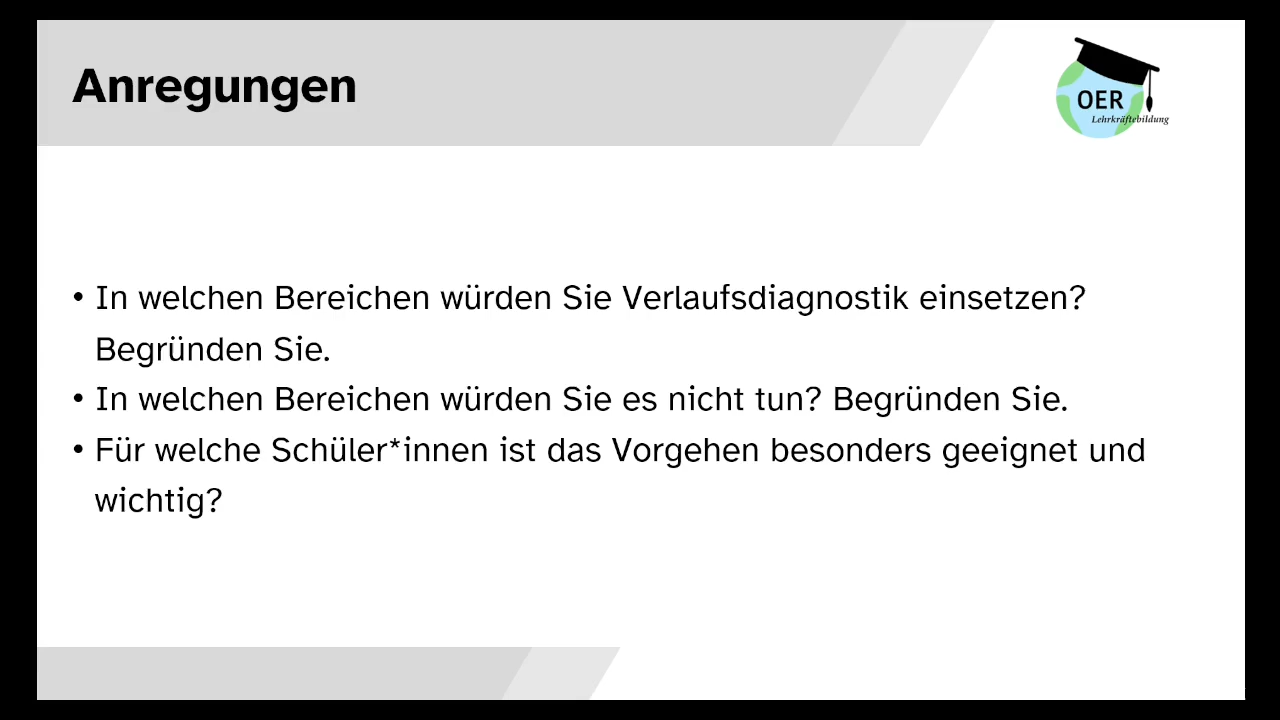 Anregungen
OER
Lehrkräftebildung
• In welchen Bereichen würden Sie Verlaufsdiagnostik einsetzen?
Begründen Sie.
• In welchen Bereichen würden Sie es nicht tun? Begründen Sie.
• Für welche Schüler*innen ist das Vorgehen besonders geeignet und
wichtig?